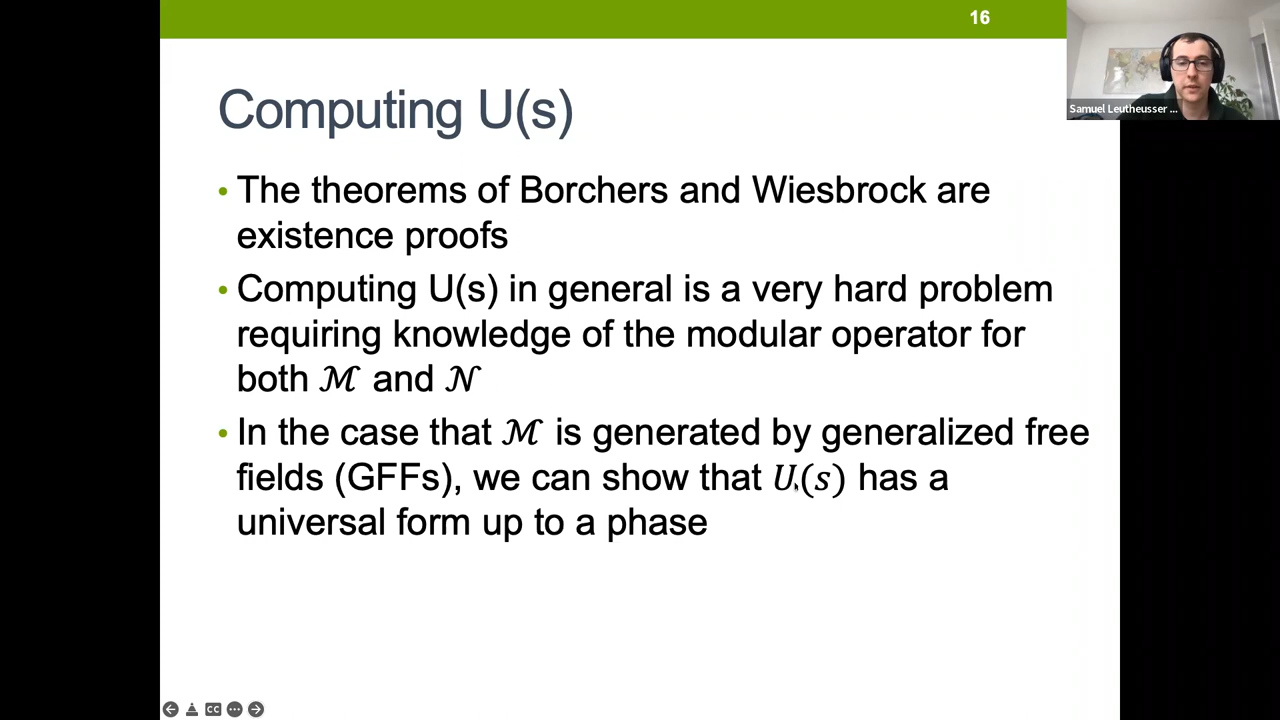 16
Samuel Leutheusser ...
Computing U(s)
• The theorems of Borchers and Wiesbrock are
existence proofs
• Computing U(s) in general is a very hard problem
requiring knowledge of the modular operator for
both ℳ and 𝒩
• In the case that ℳ is generated by generalized free
fields (GFFs), we can show that U(s) has a
universal form up to a phase
CC